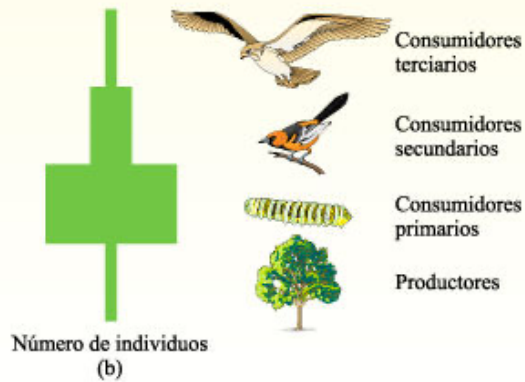 Consumidores
terciarios
Consumidores
secundarios
Consumidores
primarios
Productores
Número de individuos
(b)